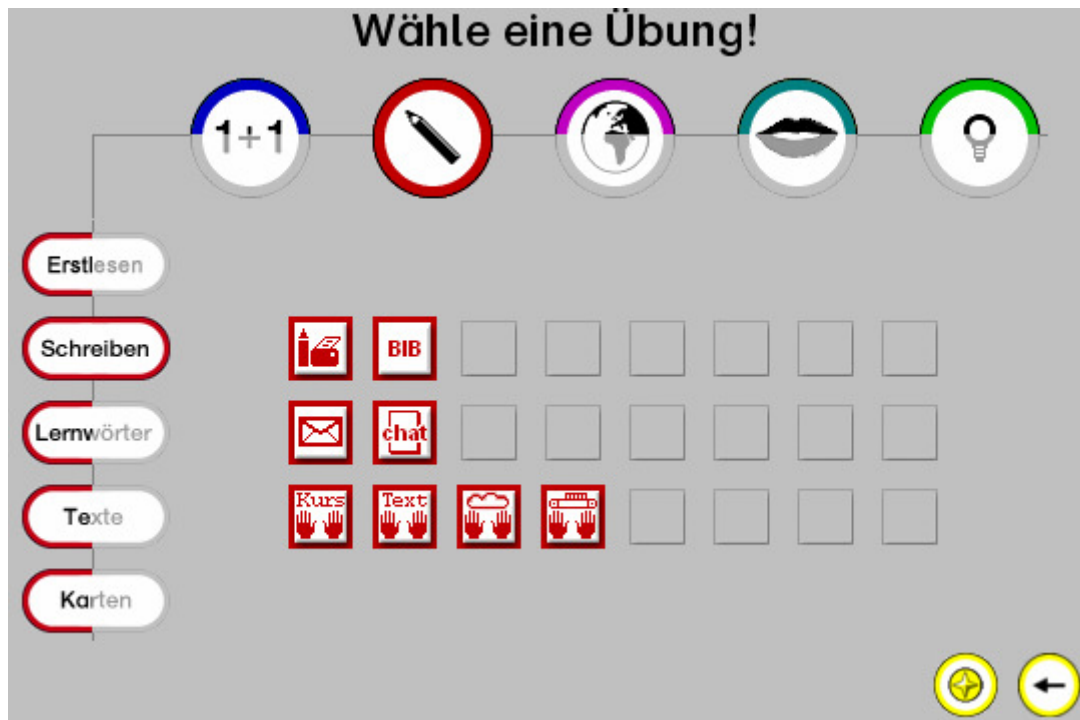 Wähle eine Übung!
1+1
Erstlesen
Schreiben
BIB
Lernwörter
chat
Texte
Kurs Text
Karten